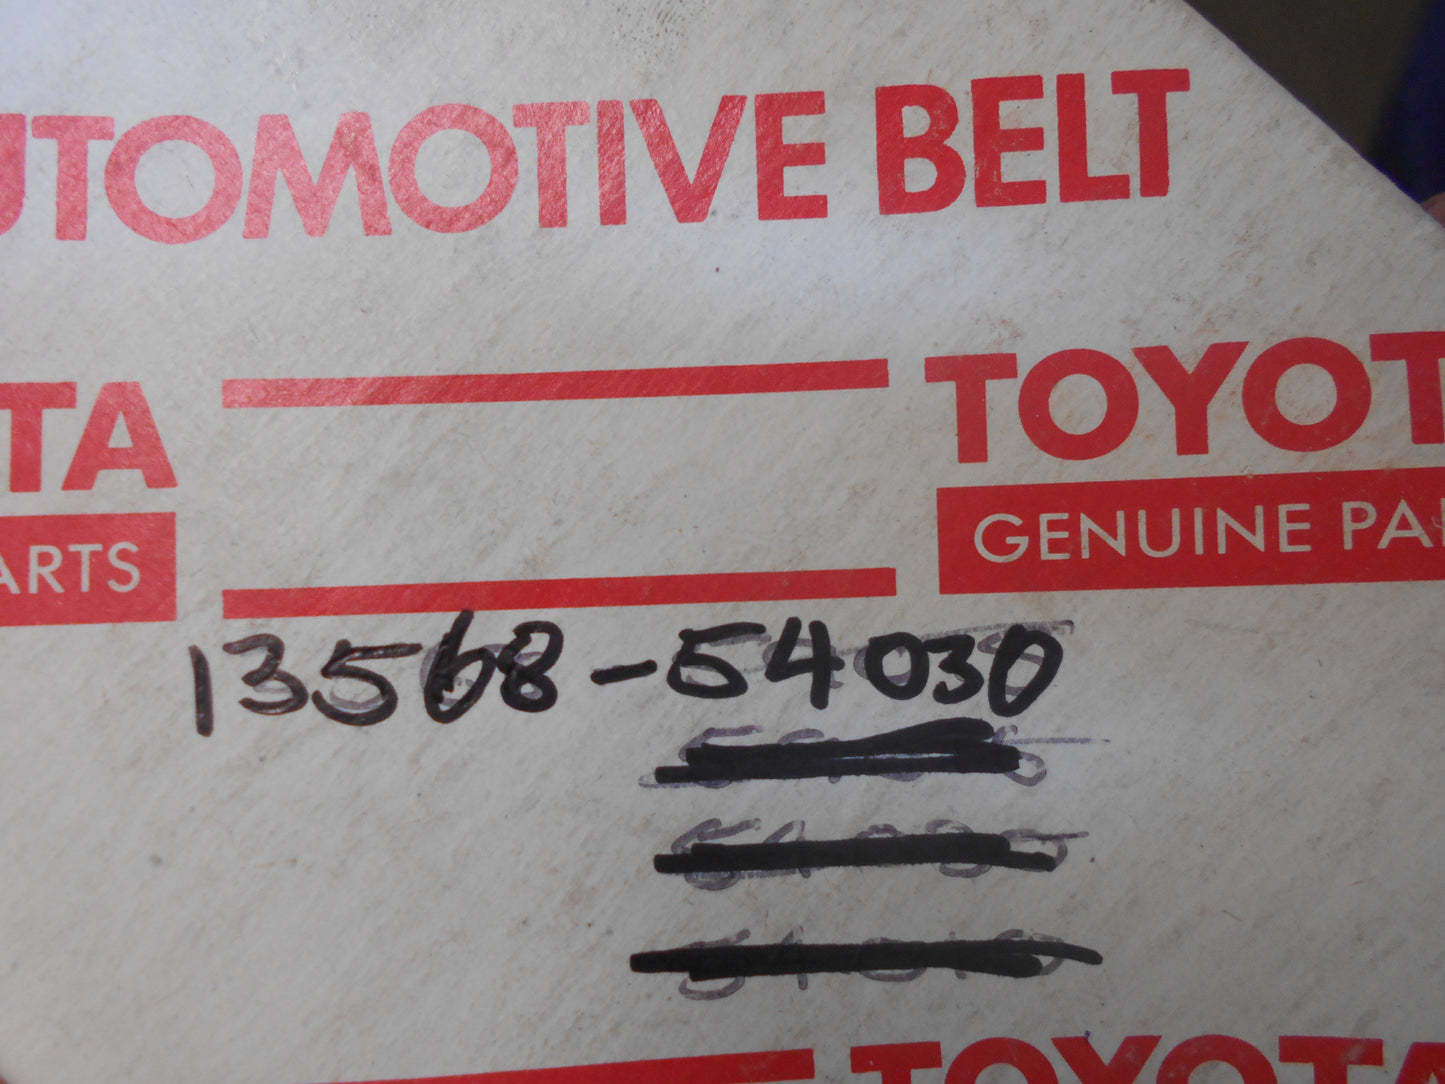 UTOMOTIVE BELT
TA TOYOT
ARTS GENUINE PA
13568-54030
TOYOTA